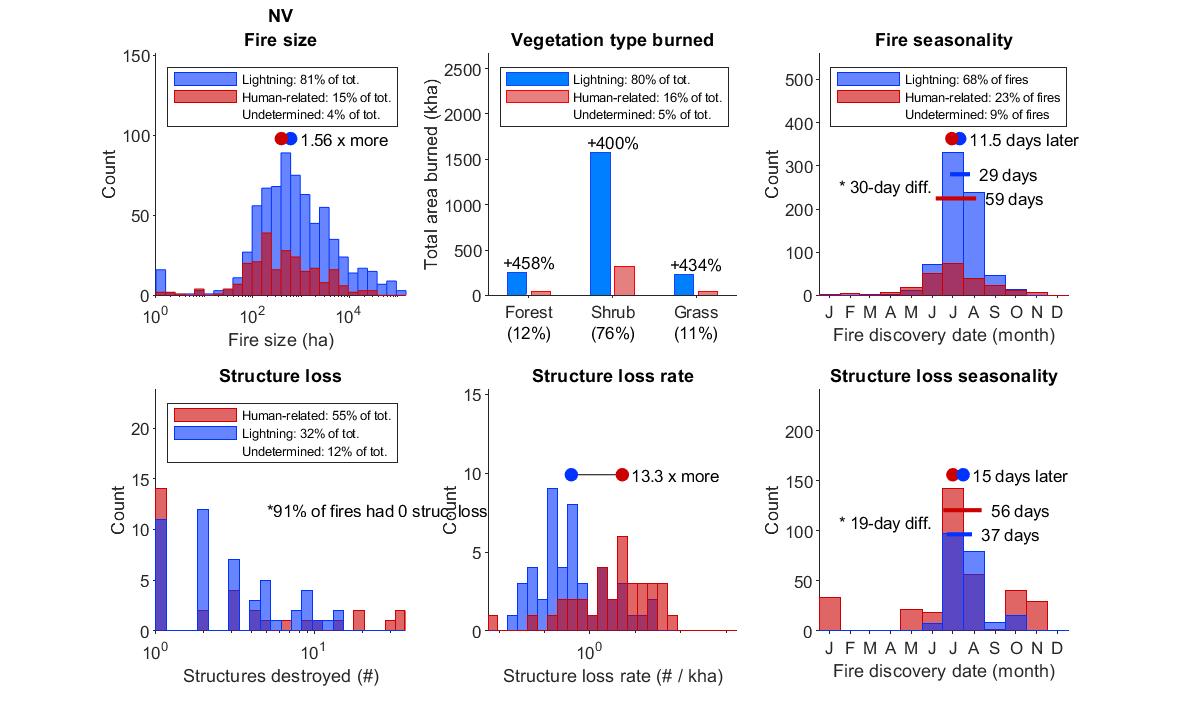 NV
Fire size
150
100
50
0
Count
Lightning: 81% of tot.
Human-related: 15% of tot.
Undetermined: 4% of tot.
1.56 x more
10^0
10^2
10^4
Fire size (ha)
Vegetation type burned
2500
2000
1500
1000
500
0
Total area burned (kha)
Lightning: 80% of tot.
Human-related: 16% of tot.
Undetermined: 5% of tot.
+458%
+400%
+434%
Forest
(12%)
Shrub
(76%)
Grass
(11%)
Fire seasonality
500
400
300
200
100
0
Count
Lightning: 68% of fires
Human-related: 23% of fires
Undetermined: 9% of fires
11.5 days later
29 days
* 30-day diff.
59 days
J F M A M J J A S O N D
Fire discovery date (month)
Structure loss
20
15
10
5
0
Count
Human-related: 55% of tot.
Lightning: 32% of tot.
Undetermined: 12% of tot.
*91% of fires had 0 struc. loss
10^0
10^1
Structures destroyed (#)
Structure loss rate
15
10
5
0
Count
13.3 x more
10^0
Structure loss rate (# / kha)
Structure loss seasonality
200
150
100
50
0
Count
15 days later
56 days
* 19-day diff.
37 days
J F M A M J J A S O N D
Fire discovery date (month)